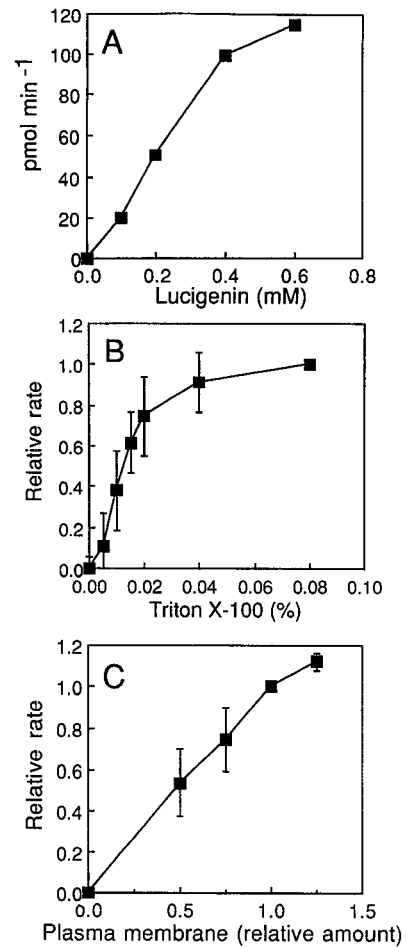 A
120
100
80
60
40
20
0
pmol min -1
0.0 0.2 0.4 0.6 0.8
Lucigenin (mM)
B
1.2
1.0
0.8
0.6
0.4
0.2
0.0
Relative rate
0.00 0.02 0.04 0.06 0.08 0.10
Triton X-100 (%)
C
1.2
1.0
0.8
0.6
0.4
0.2
0.0
Relative rate
0.0 0.5 1.0 1.5
Plasma membrane (relative amount)